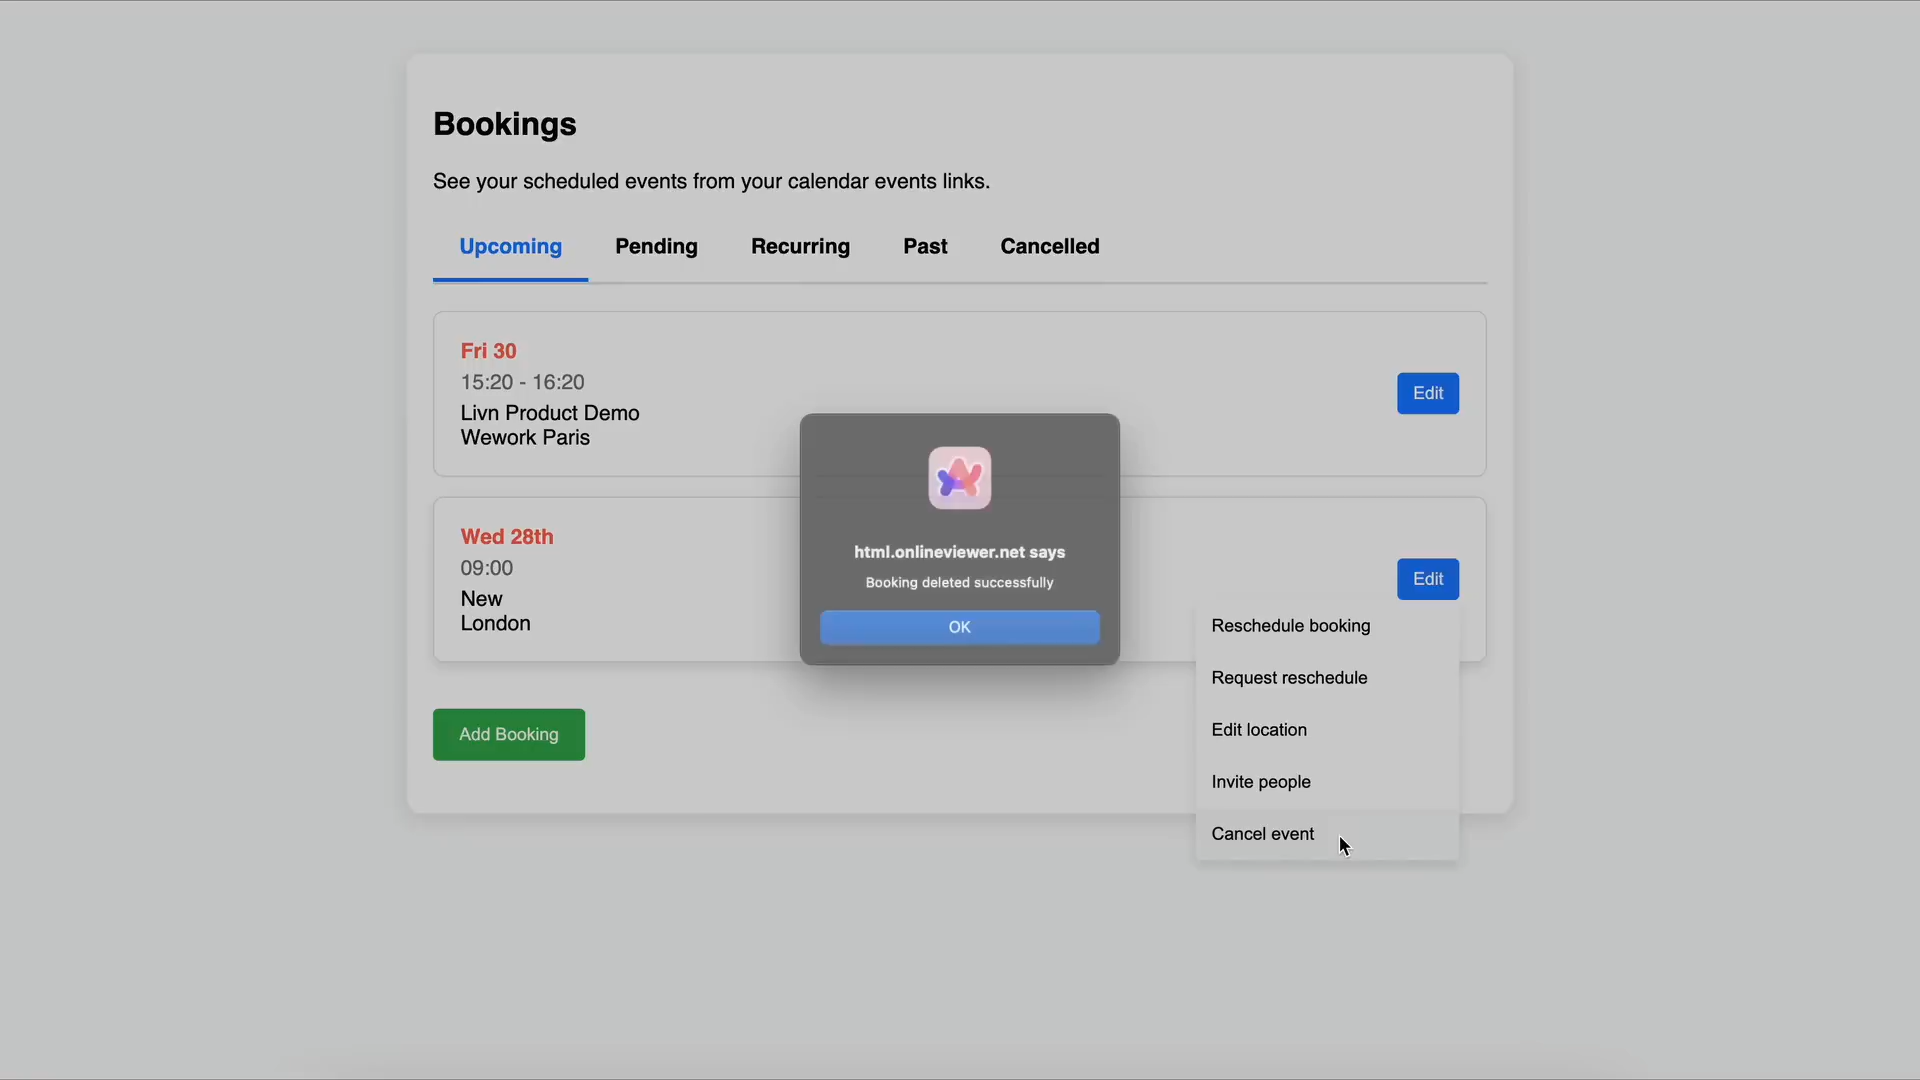 Bookings
See your scheduled events from your calendar events links.
Upcoming Pending Recurring Past Cancelled
Fri 30
15:20 - 16:20
Livn Product Demo
Wework Paris
Edit
html.onlineviewer.net says
Booking deleted successfully
OK
Wed 28th
09:00
New
London
Edit
Reschedule booking
Request reschedule
Edit location
Invite people
Cancel event
Add Booking